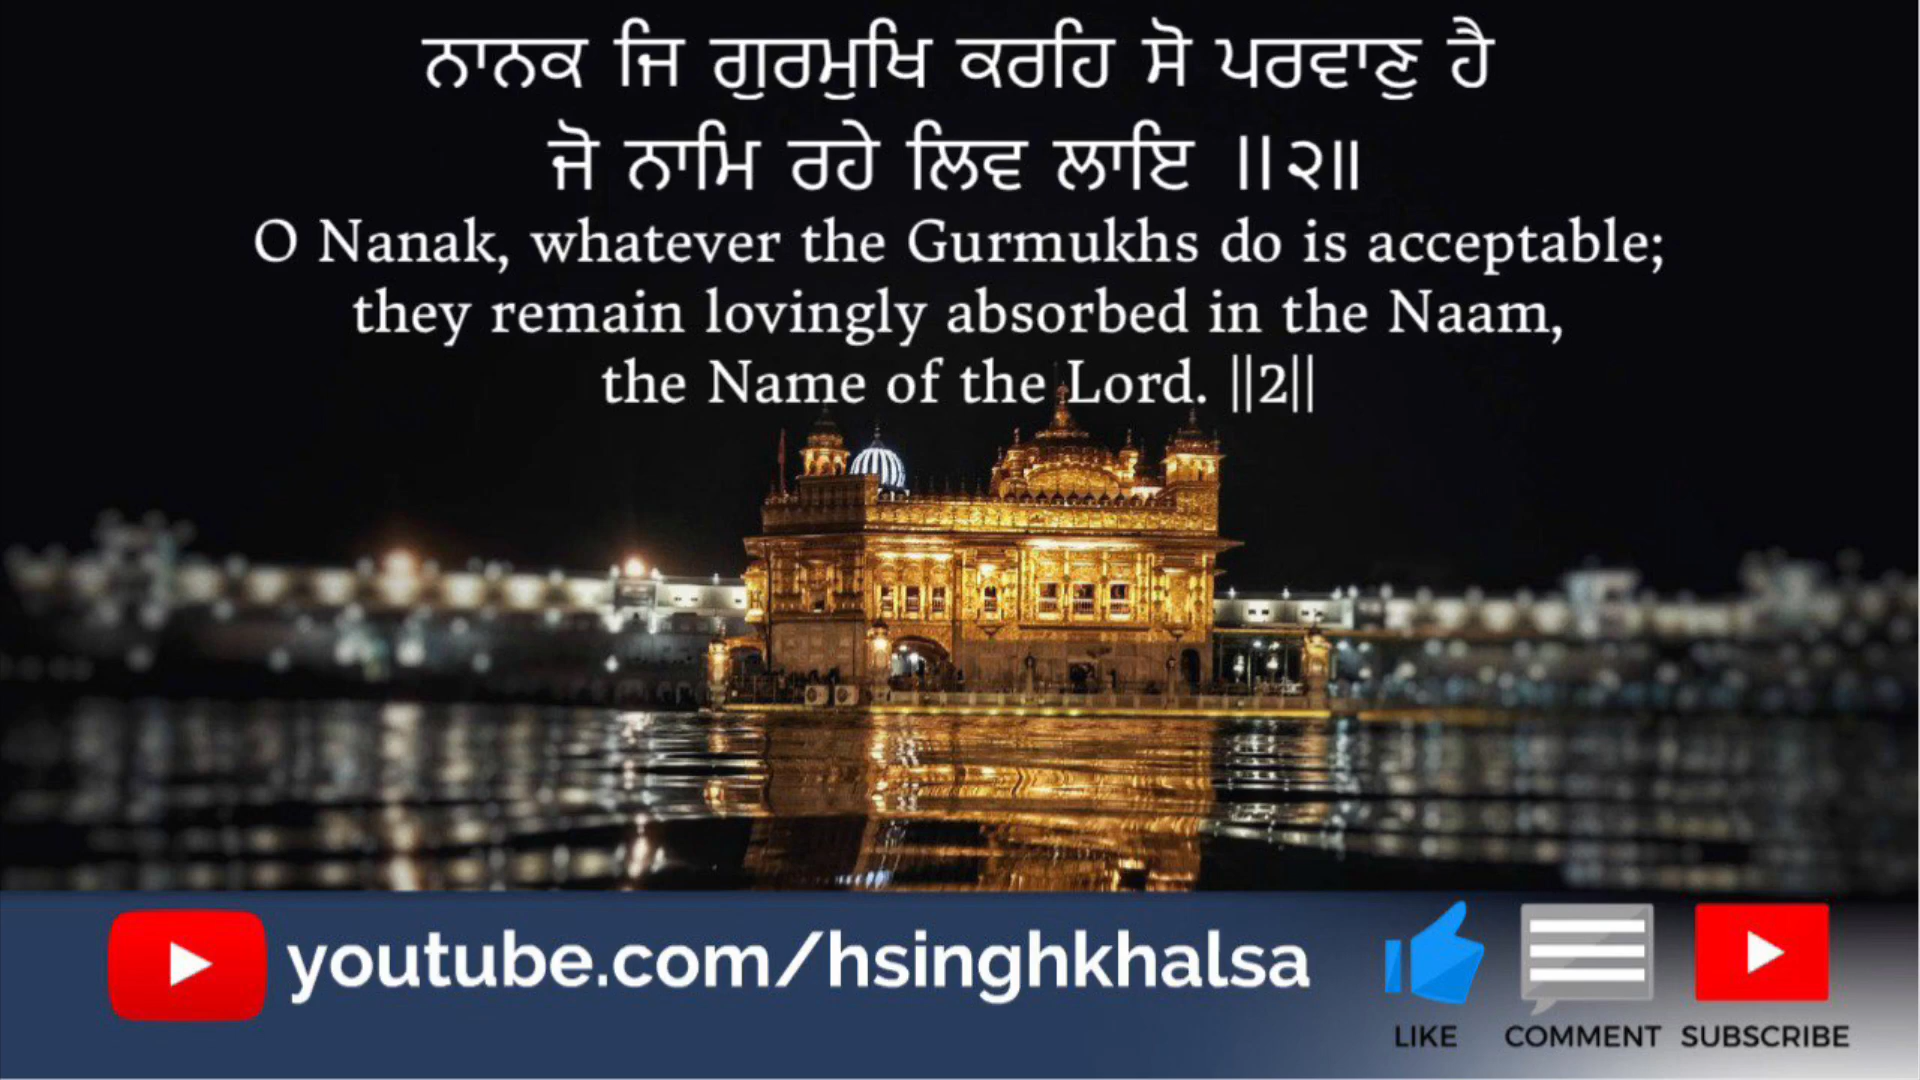 ਨਾਨਕ ਜਿ ਗੁਰਮੁਖਿ ਕਰਹਿ ਸੋ ਪਰਵਾਣੁ ਹੈ
ਜੋ ਨਾਮਿ ਰਹੇ ਲਿਵ ਲਾਇ ॥੨॥
O Nanak, whatever the Gurmukhs do is acceptable;
they remain lovingly absorbed in the Naam,
the Name of the Lord. ||2||
youtube.com/hsinghkhalsa
LIKE COMMENT SUBSCRIBE